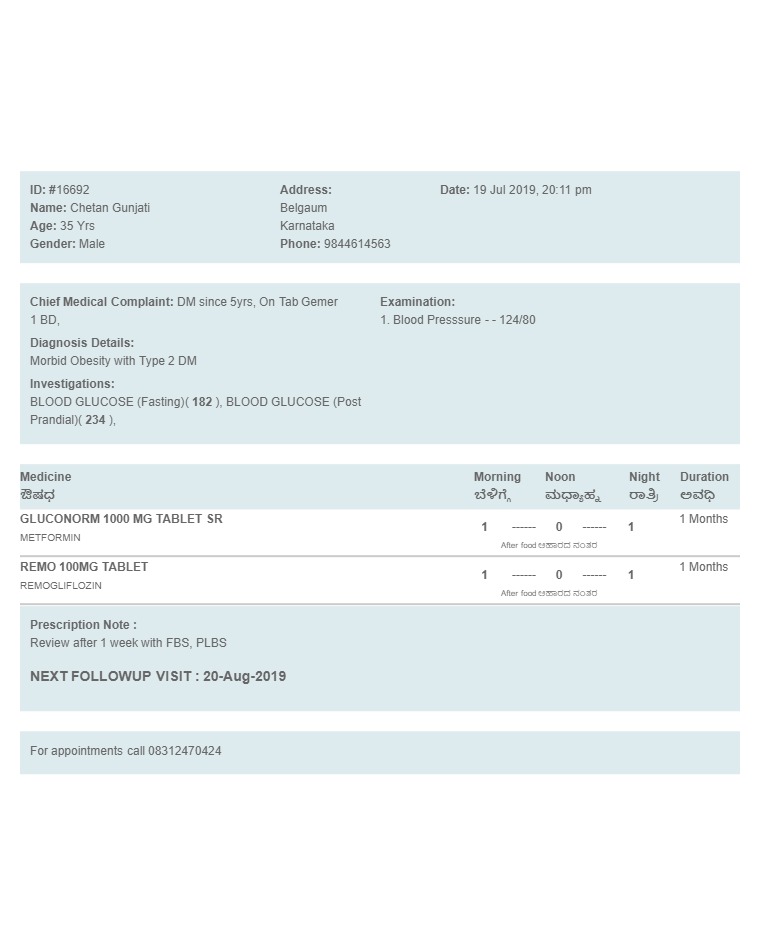 ID: #16692
Name: Chetan Gunjati
Age: 35 Yrs
Gender: Male
Address:
Belgaum
Karnataka
Phone: 9844614563
Date: 19 Jul 2019, 20:11 pm
Chief Medical Complaint: DM since 5yrs, On Tab Gemer
1 BD,
Diagnosis Details:
Morbid Obesity with Type 2 DM
Investigations:
BLOOD GLUCOSE (Fasting)( 182 ), BLOOD GLUCOSE (Post
Prandial)( 234 ),
Examination:
1. Blood Presssure - - 124/80
Medicine Morning Noon Night Duration
ಔಷಧ ಬೆಳಿಗ್ಗೆ ಮಧ್ಯಾಹ್ನ ರಾತ್ರಿ ಅವಧಿ
GLUCONORM 1000 MG TABLET SR 1 ------ 0 ------ 1 1 Months
METFORMIN After food ಆಹಾರದ ನಂತರ
REMO 100MG TABLET 1 ------ 0 ------ 1 1 Months
REMOGLIFLOZIN After food ಆಹಾರದ ನಂತರ
Prescription Note :
Review after 1 week with FBS, PLBS
NEXT FOLLOWUP VISIT : 20-Aug-2019
For appointments call 08312470424